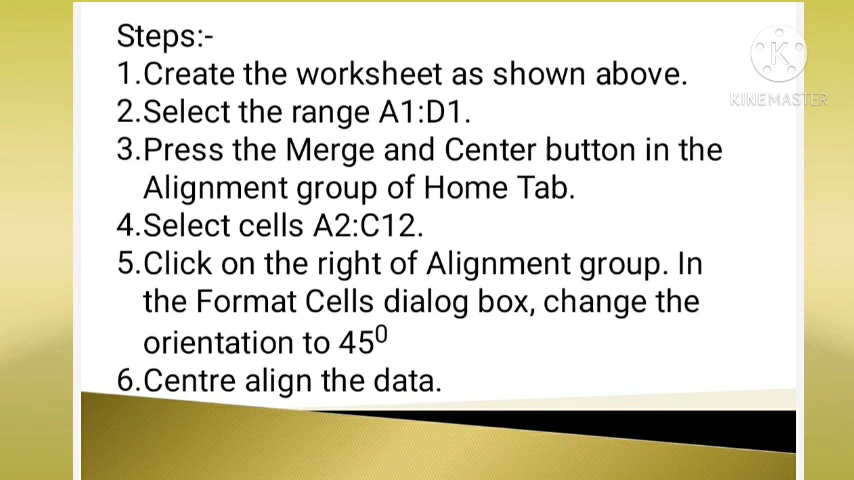 Steps:-
1.Create the worksheet as shown above.
2.Select the range A1:D1.
3.Press the Merge and Center button in the
Alignment group of Home Tab.
4.Select cells A2:C12.
5.Click on the right of Alignment group. In
the Format Cells dialog box, change the
orientation to 45⁰
6.Centre align the data.
K
KINEMASTER